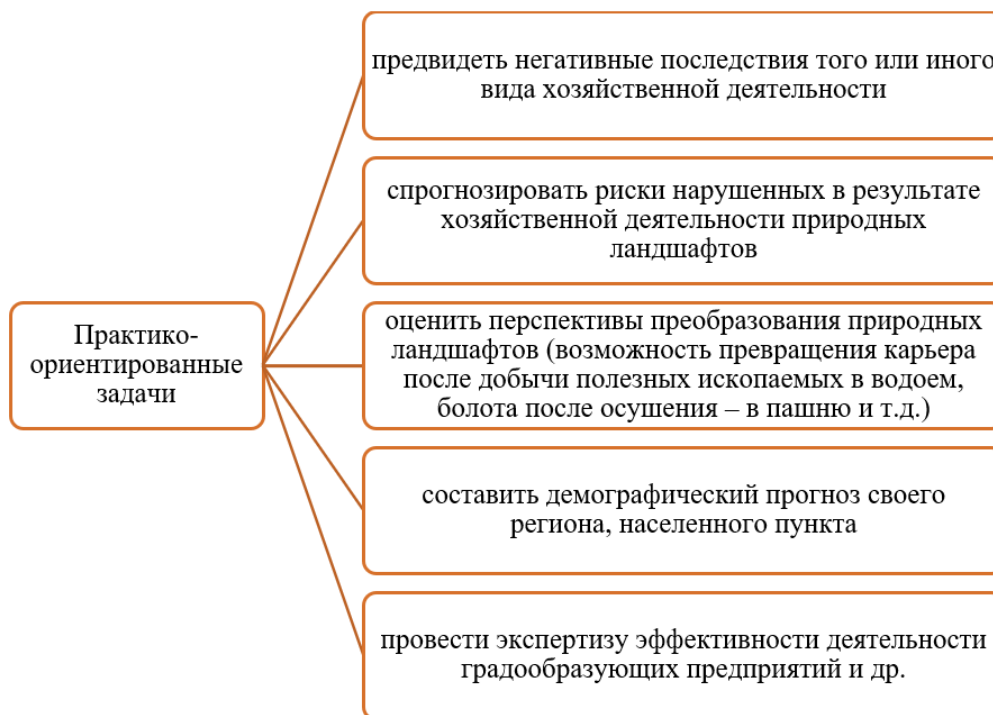 предвидеть негативные последствия того или иного
вида хозяйственной деятельности
спрогнозировать риски нарушенных в результате
хозяйственной деятельности природных
ландшафтов
Практико-
ориентированные
задачи
оценить перспективы преобразования природных
ландшафтов (возможность превращения карьера
после добычи полезных ископаемых в водоем,
болота после осушения – в пашню и т.д.)
составить демографический прогноз своего
региона, населенного пункта
провести экспертизу эффективности деятельности
градообразующих предприятий и др.